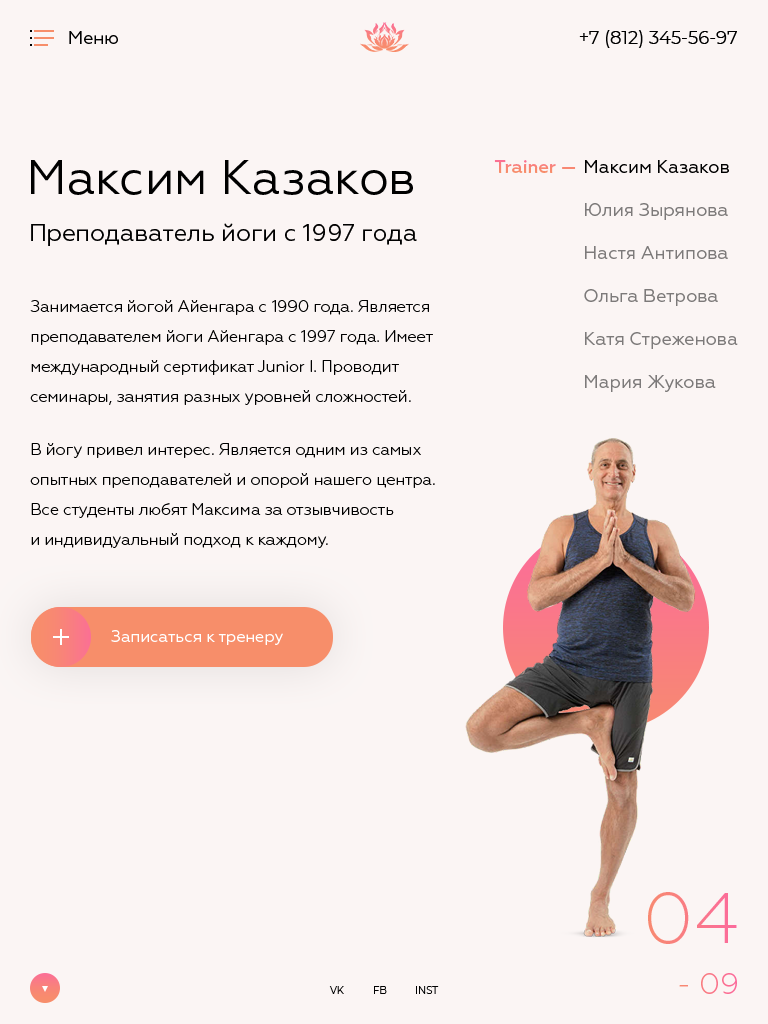 Меню
+7 (812) 345-56-97
Максим Казаков
Преподаватель йоги с 1997 года
Занимается йогой Айенгара с 1990 года. Является
преподавателем йоги Айенгара с 1997 года. Имеет
международный сертификат Junior I. Проводит
семинары, занятия разных уровней сложностей.
В йогу привел интерес. Является одним из самых
опытных преподавателей и опорой нашего центра.
Все студенты любят Максима за отзывчивость
и индивидуальный подход к каждому.
Записаться к тренеру
Trainer — Максим Казаков
Юлия Зырянова
Настя Антипова
Ольга Ветрова
Катя Стреженова
Мария Жукова
04
- 09
VK FB INST